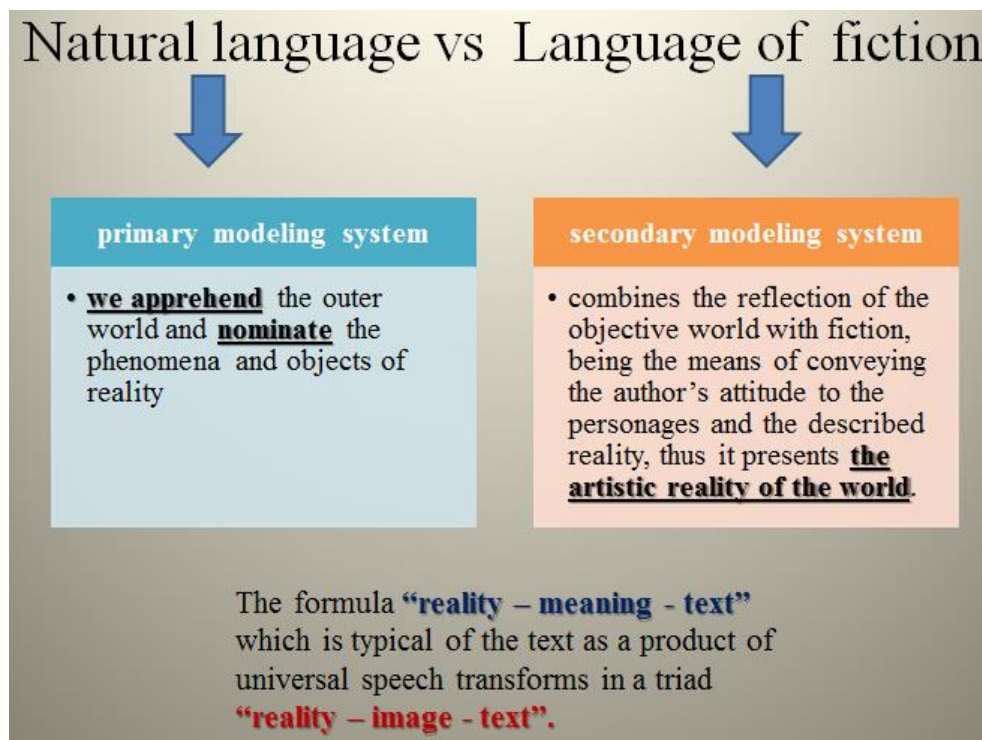 Natural language vs Language of fiction
primary modeling system
• we apprehend the outer
world and nominate the
phenomena and objects of
reality
secondary modeling system
• combines the reflection of the
objective world with fiction,
being the means of conveying
the author’s attitude to the
personages and the described
reality, thus it presents the
artistic reality of the world.
The formula “reality – meaning - text”
which is typical of the text as a product of
universal speech transforms in a triad
“reality – image - text”.